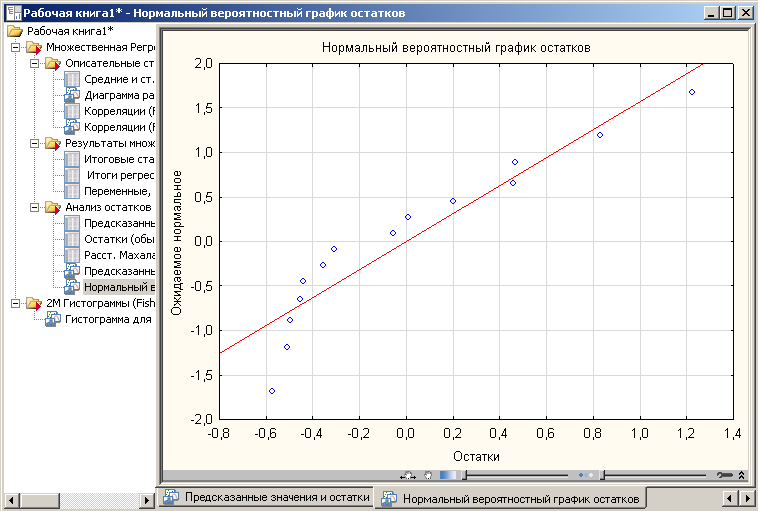 Рабочая книга1* - Нормальный вероятностный график остатков
Рабочая книга1*
Множественная Регре
Описательные ст
Средние и ст.
Диаграмма ра
Корреляции (F
Корреляции (F
Результаты множ
Итоговые ста
Итоги регрес
Переменные,
Анализ остатков
Предсказанны
Остатки (обы
Расст. Махала
Предсказанны
Нормальный в
2М Гистограммы (Fish
Гистограмма для
Нормальный вероятностный график остатков
Ожидаемое нормальное
2,0
1,5
1,0
0,5
0,0
-0,5
-1,0
-1,5
-2,0
-0,8 -0,6 -0,4 -0,2 0,0 0,2 0,4 0,6 0,8 1,0 1,2 1,4
Остатки
Предсказанные значения и остатки
Нормальный вероятностный график остатков